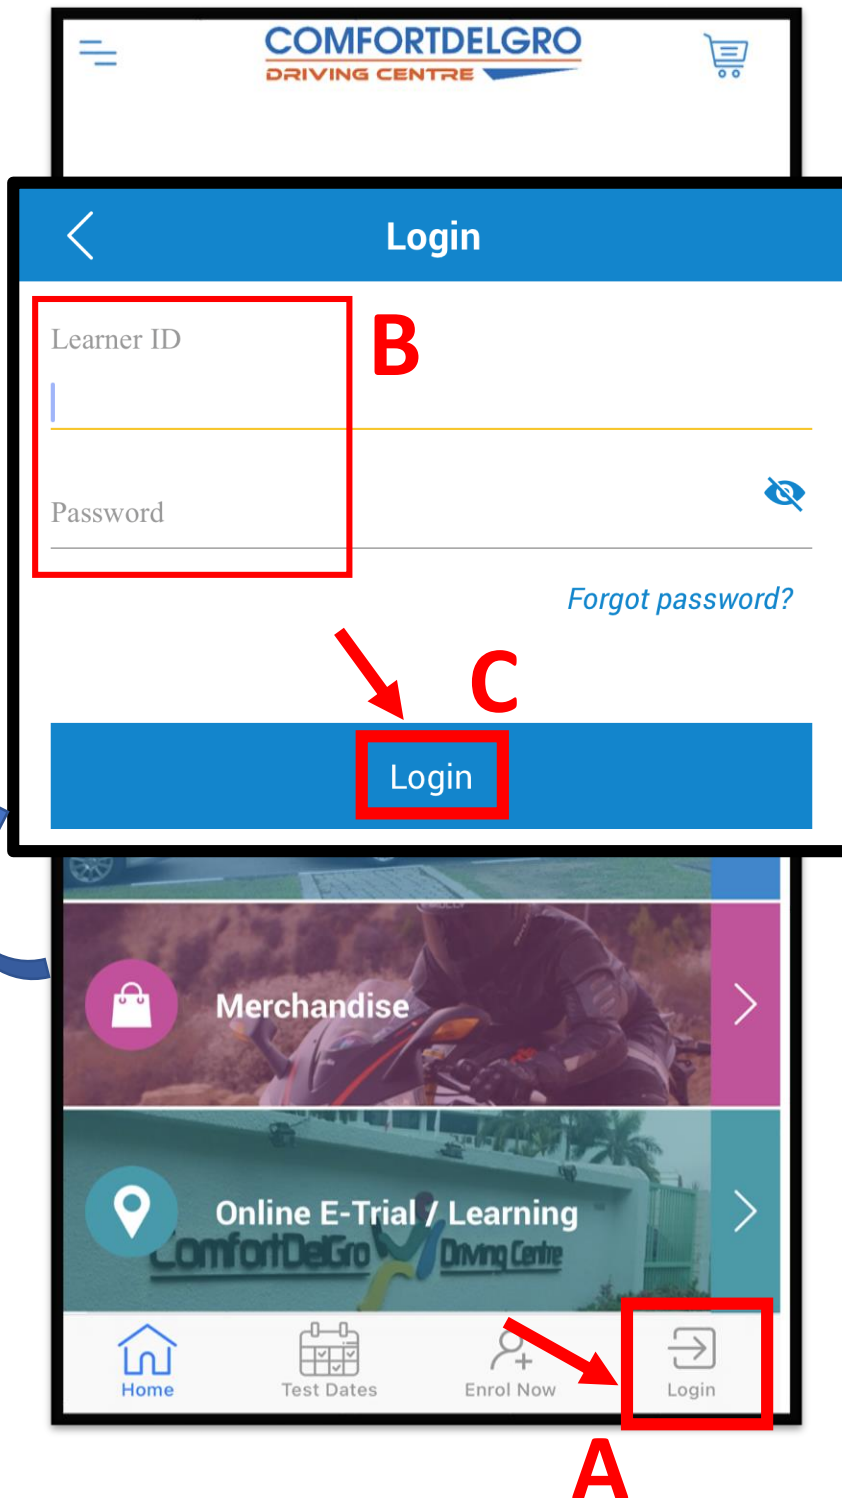 COMFORTDELGRO
DRIVING CENTRE
Login
B
Learner ID
Password
Forgot password?
C
Login
Merchandise
Online E-Trial / Learning
ComfortDelGro Driving Centre
Home
Test Dates
Enrol Now
Login
A